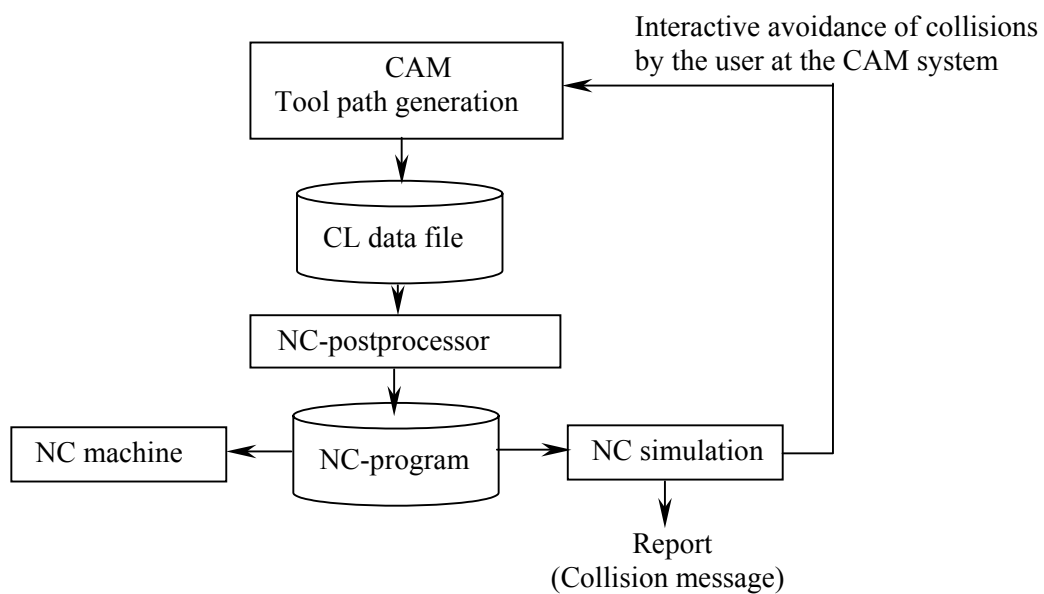 Interactive avoidance of collisions
by the user at the CAM system
CAM
Tool path generation
CL data file
NC-postprocessor
NC machine
NC-program
NC simulation
Report
(Collision message)